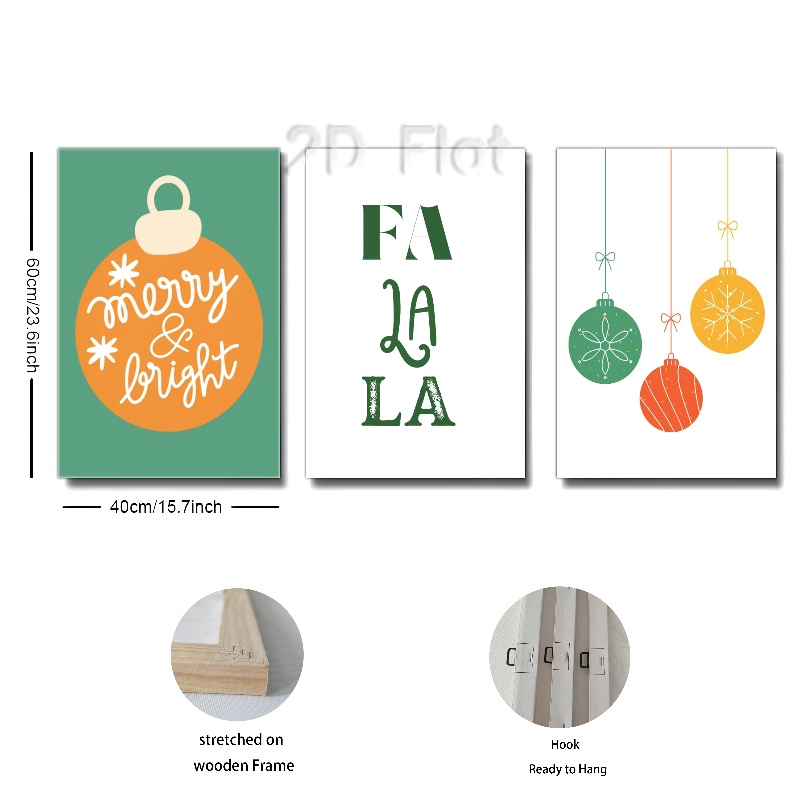 2D Flat
60cm/23.6inch
merry
&
bright
FA
LA
LA
40cm/15.7inch
stretched on
wooden Frame
Hook
Ready to Hang